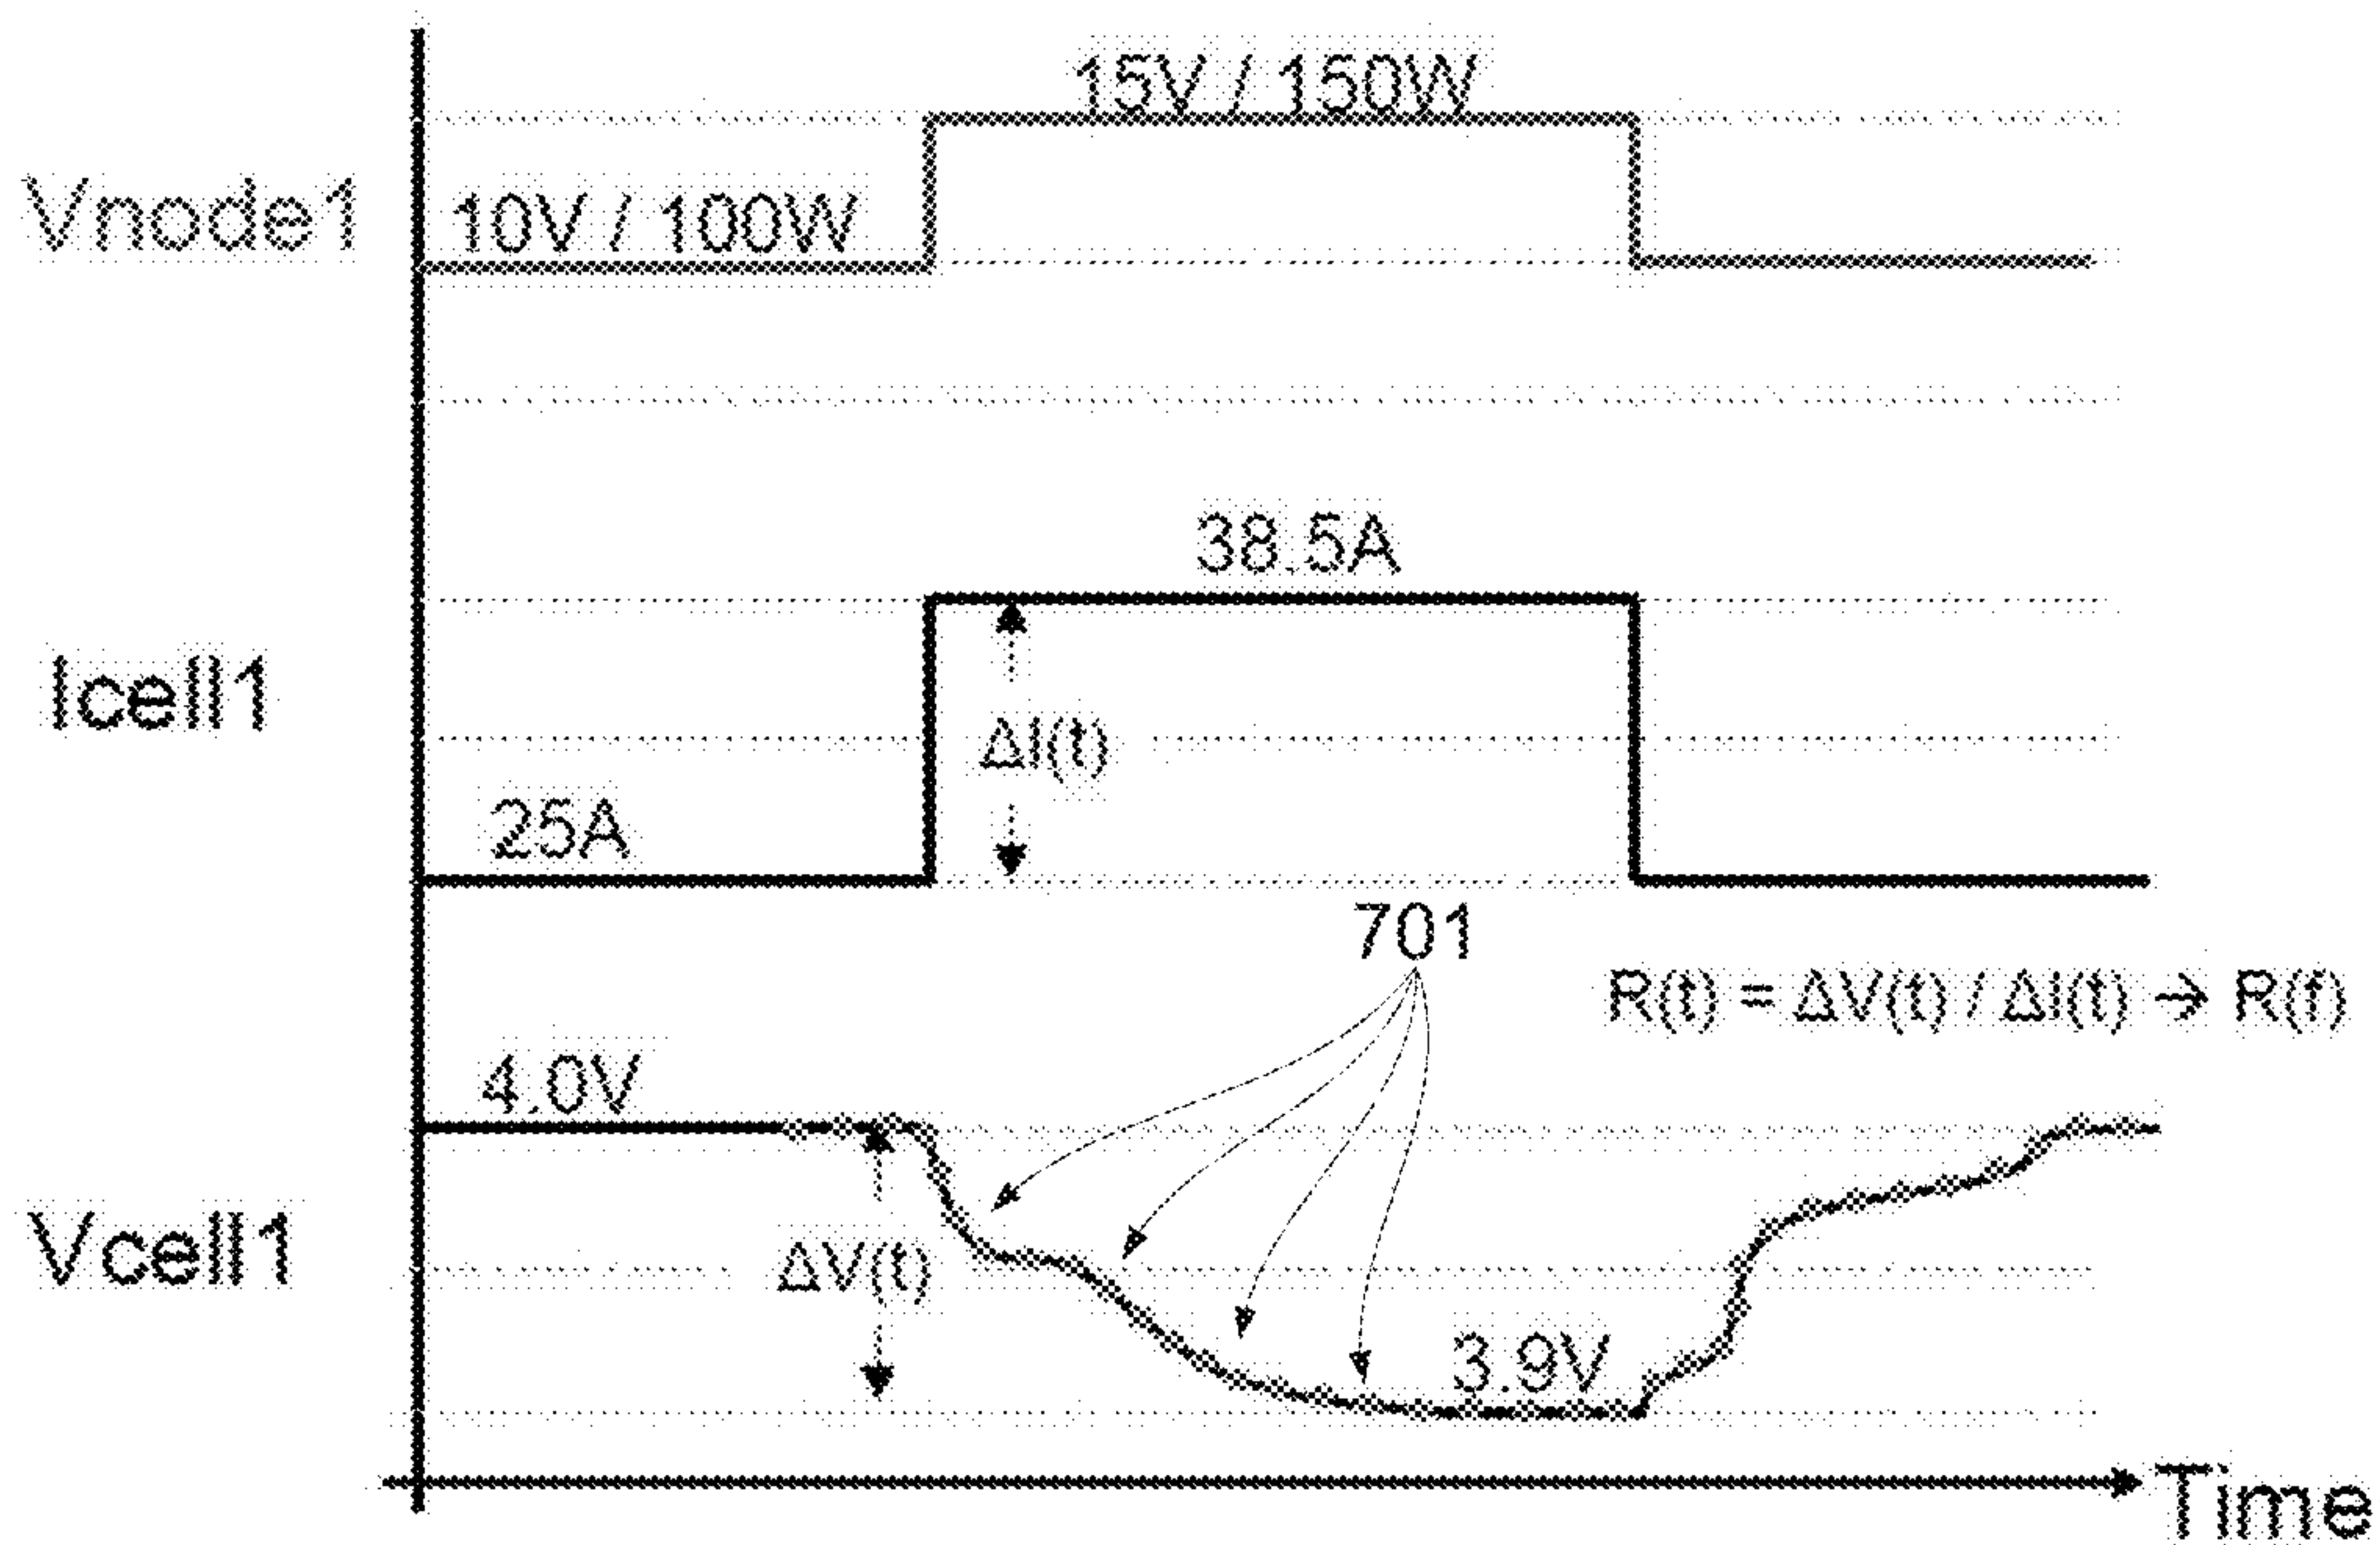 15V / 150W
Vnode1
10V / 100W
38.5A
Icell1
ΔI(t)
25A
701
R(t) = ΔV(t) / ΔI(t) → R(f)
4.0V
Vcell1
ΔV(t)
3.9V
Time